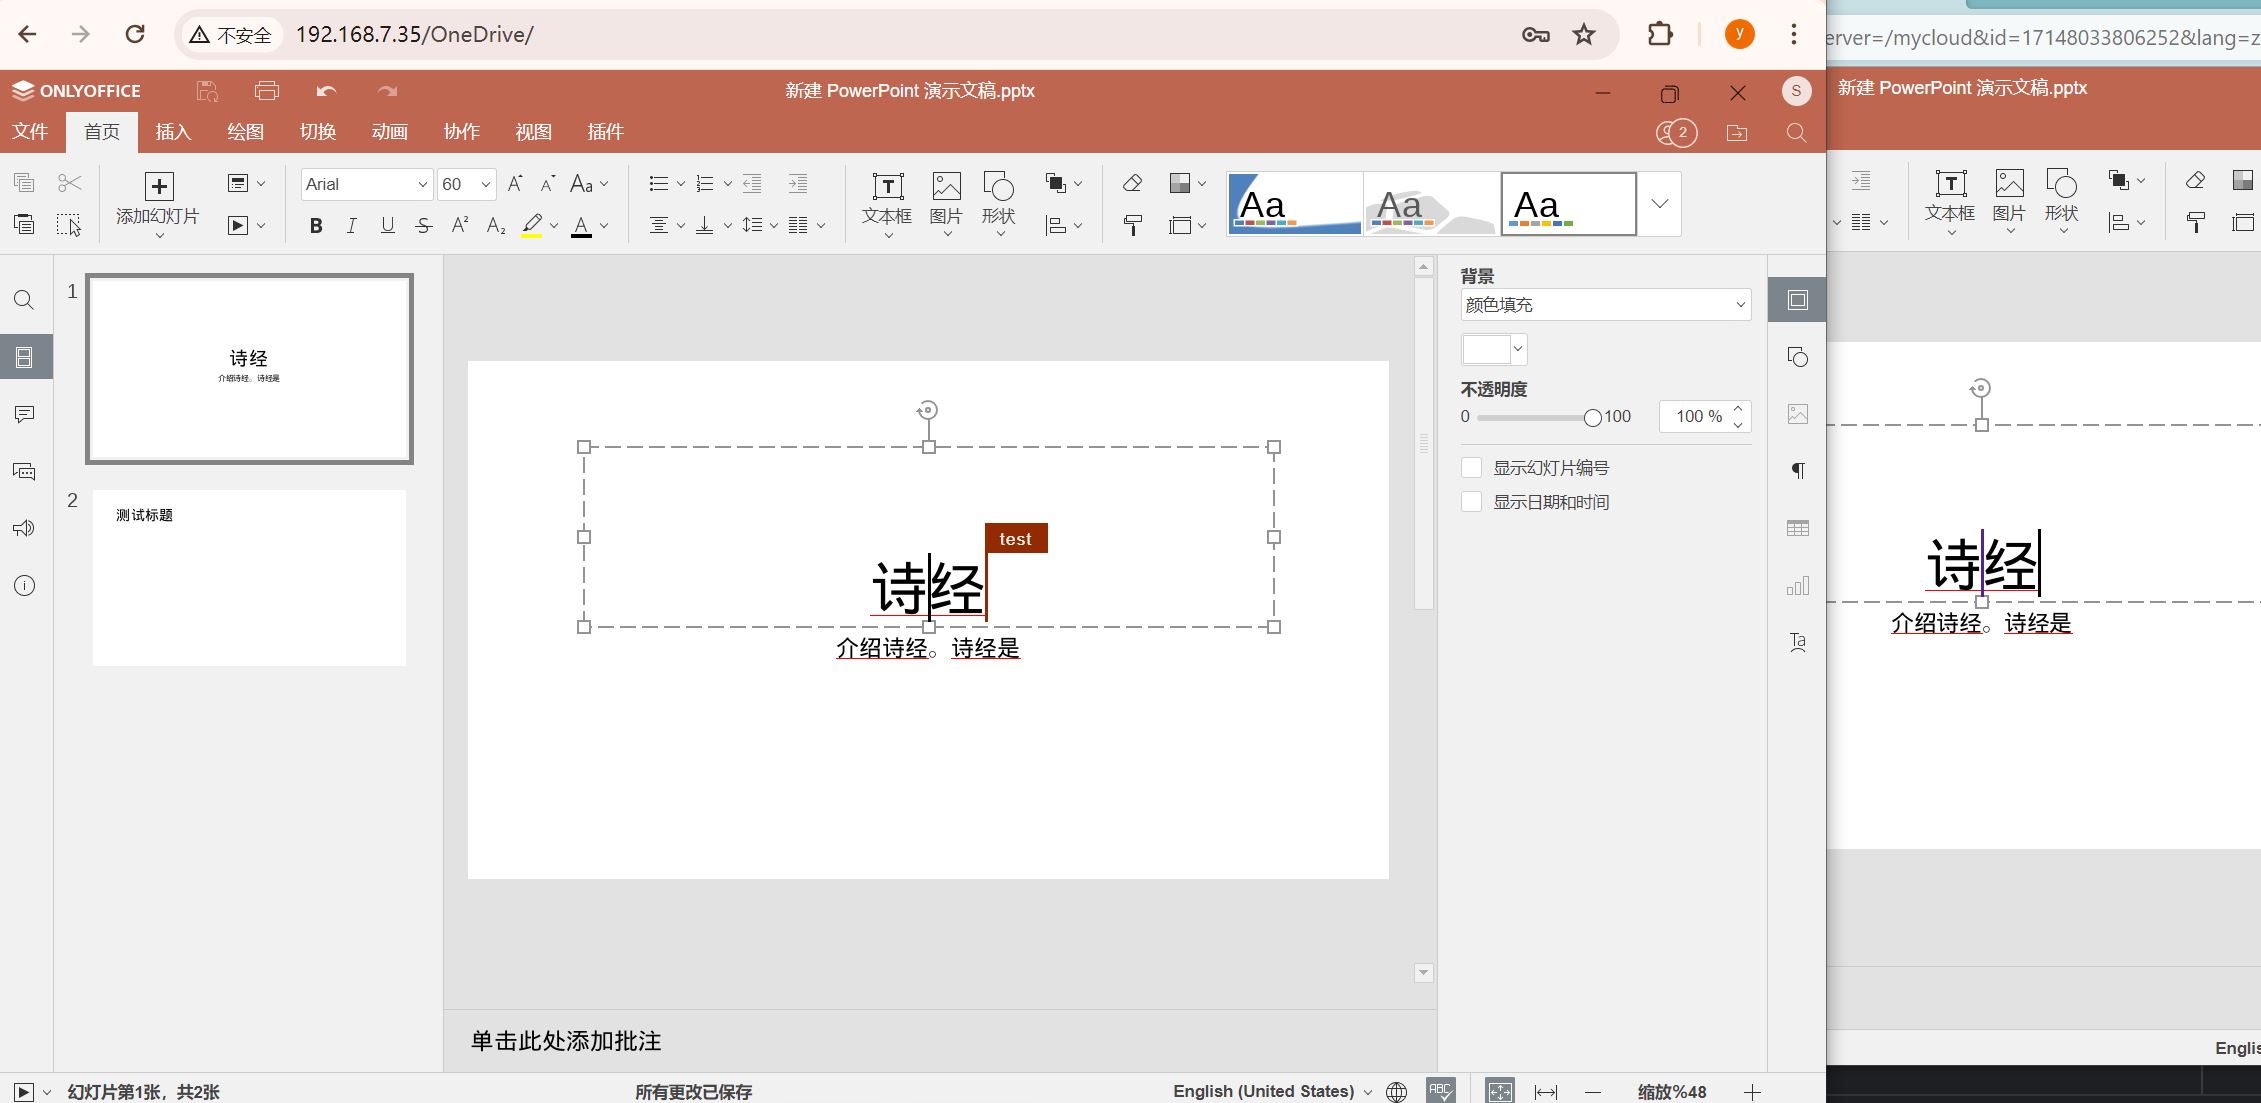 不安全 192.168.7.35/OneDrive/
y
erver=/mycloud&id=17148033806252&lang=z
ONLYOFFICE
新建 PowerPoint 演示文稿.pptx
S
新建 PowerPoint 演示文稿.pptx
文件 首页 插入 绘图 切换 动画 协作 视图 插件
2
添加幻灯片
Arial
60
Aa
B I U S A² A₂ A
文本框 图片 形状
Aa Aa Aa
文本框 图片 形状
1
诗经
介绍诗经。诗经是
2
测试标题
test
诗经
介绍诗经。诗经是
背景
颜色填充
不透明度
0 100 100 %
显示幻灯片编号
显示日期和时间
Ta
诗经
介绍诗经。诗经是
单击此处添加批注
幻灯片第1张，共2张
所有更改已保存
English (United States)
ABC
缩放%48
Englis